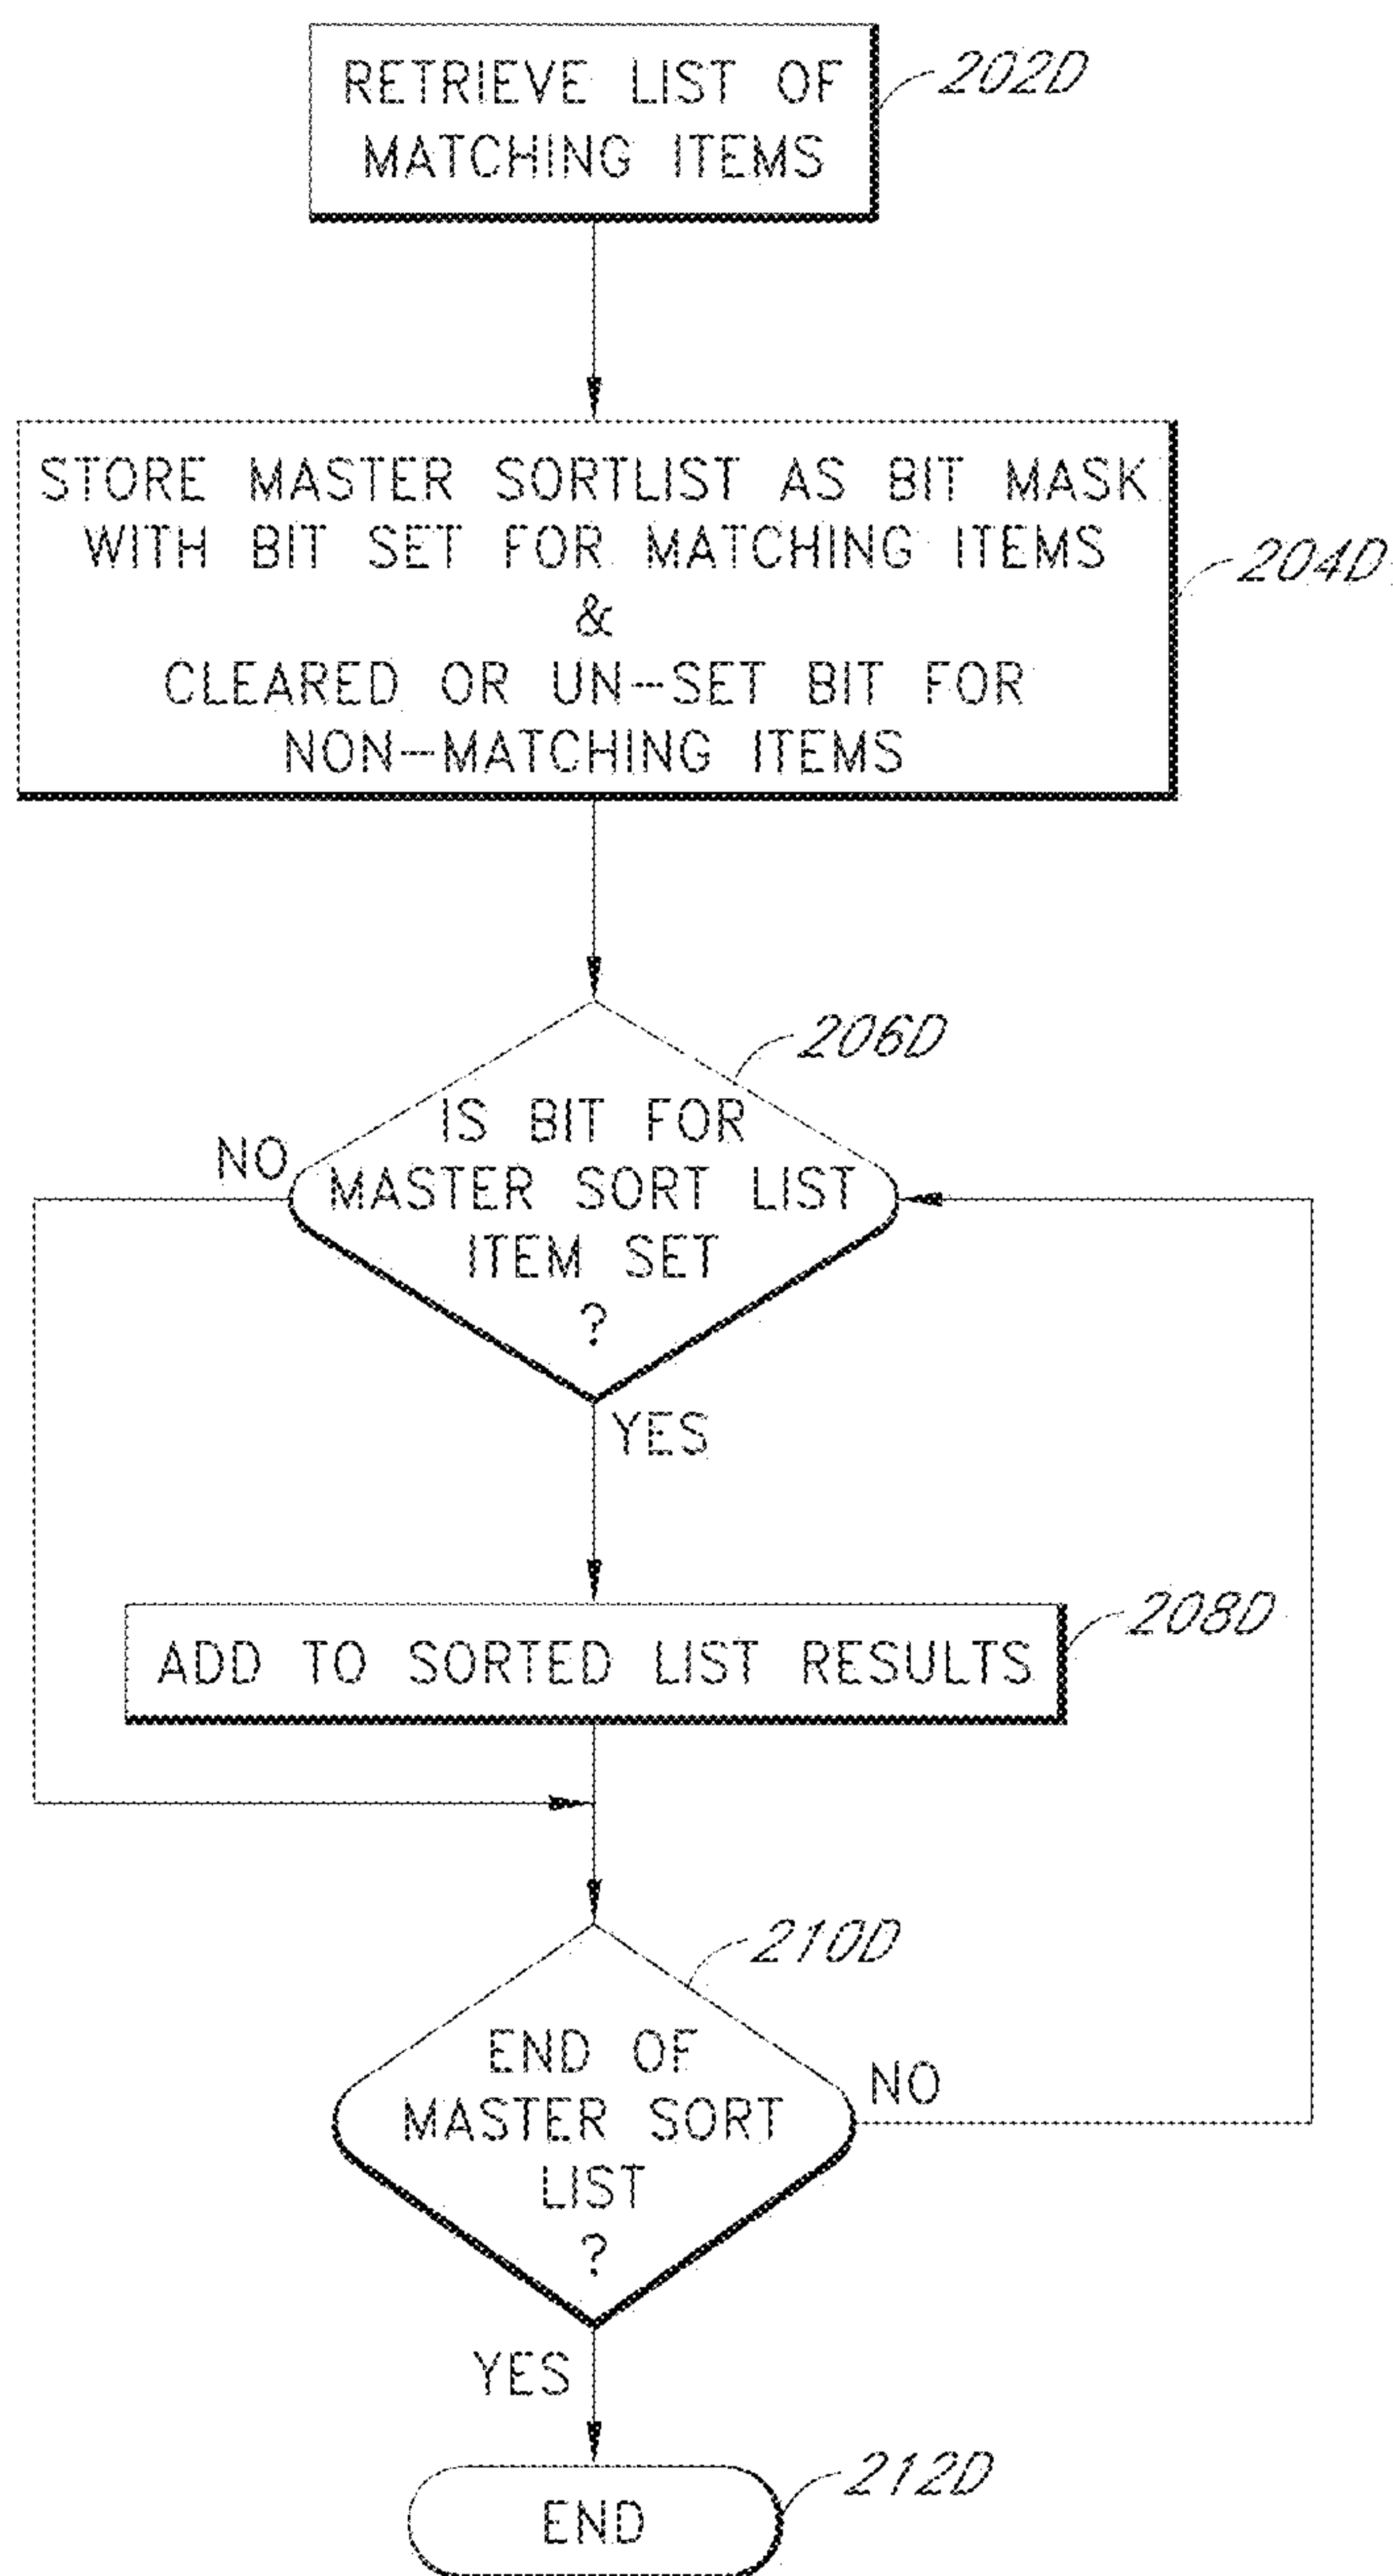 RETRIEVE LIST OF
MATCHING ITEMS
202D
STORE MASTER SORTLIST AS BIT MASK
WITH BIT SET FOR MATCHING ITEMS
&
CLEARED OR UN-SET BIT FOR
NON-MATCHING ITEMS
204D
206D
IS BIT FOR
MASTER SORT LIST
ITEM SET
?
NO
YES
ADD TO SORTED LIST RESULTS
208D
210D
END OF
MASTER SORT
LIST
?
NO
YES
END
212D